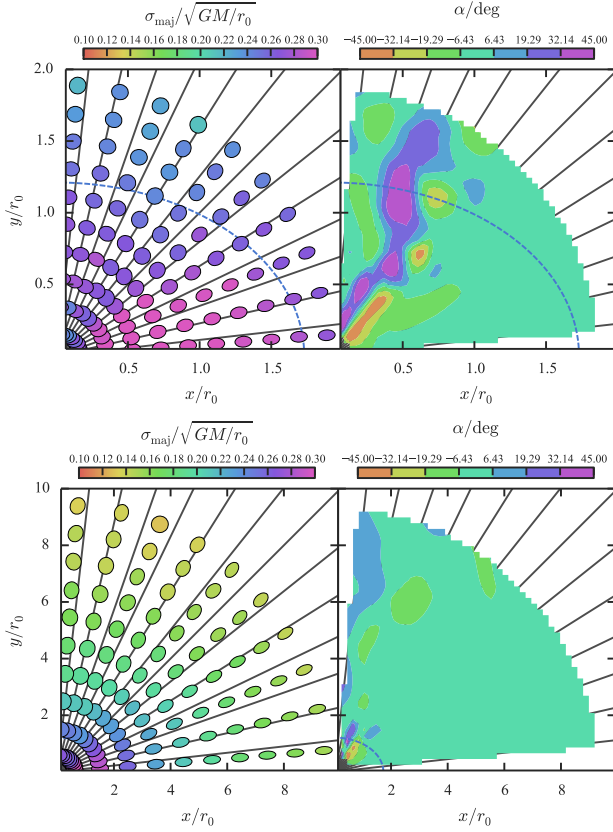 σ_maj/√GM/r₀
α/deg
0.10 0.12 0.14 0.16 0.18 0.20 0.22 0.24 0.26 0.28 0.30
−45.00 −32.14 −19.29 −6.43 6.43 19.29 32.14 45.00
2.0
1.5
1.0
0.5
y/r₀
0.5 1.0 1.5
0.5 1.0 1.5
x/r₀
x/r₀
σ_maj/√GM/r₀
α/deg
0.10 0.12 0.14 0.16 0.18 0.20 0.22 0.24 0.26 0.28 0.30
−45.00 −32.14 −19.29 −6.43 6.43 19.29 32.14 45.00
10
8
6
4
2
y/r₀
2 4 6 8
2 4 6 8
x/r₀
x/r₀